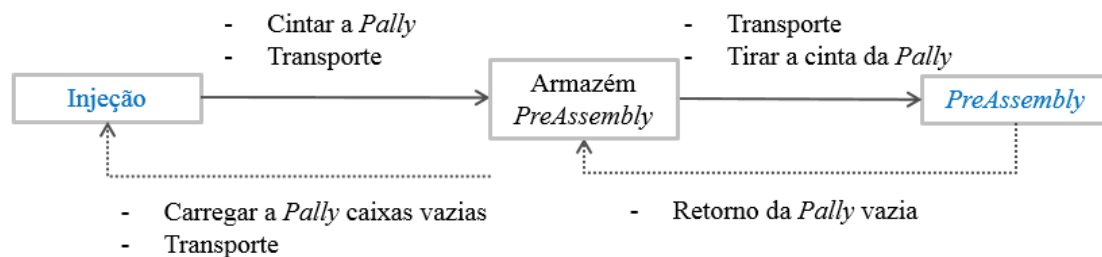 - Cintar a Pally
- Transporte
- Transporte
- Tirar a cinta da Pally
Injeção
Armazém
PreAssembly
PreAssembly
- Carregar a Pally caixas vazias
- Transporte
- Retorno da Pally vazia